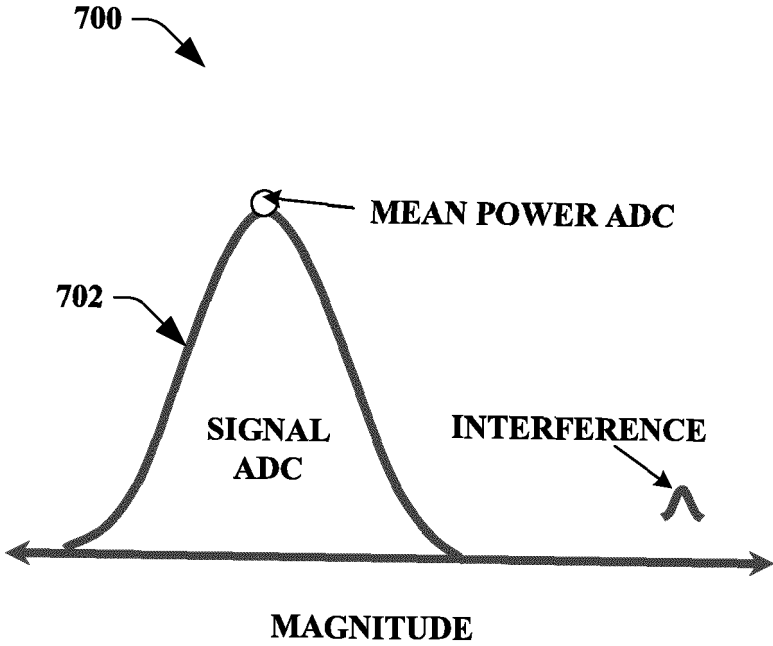 700
MEAN POWER ADC
702
SIGNAL
ADC
INTERFERENCE
MAGNITUDE